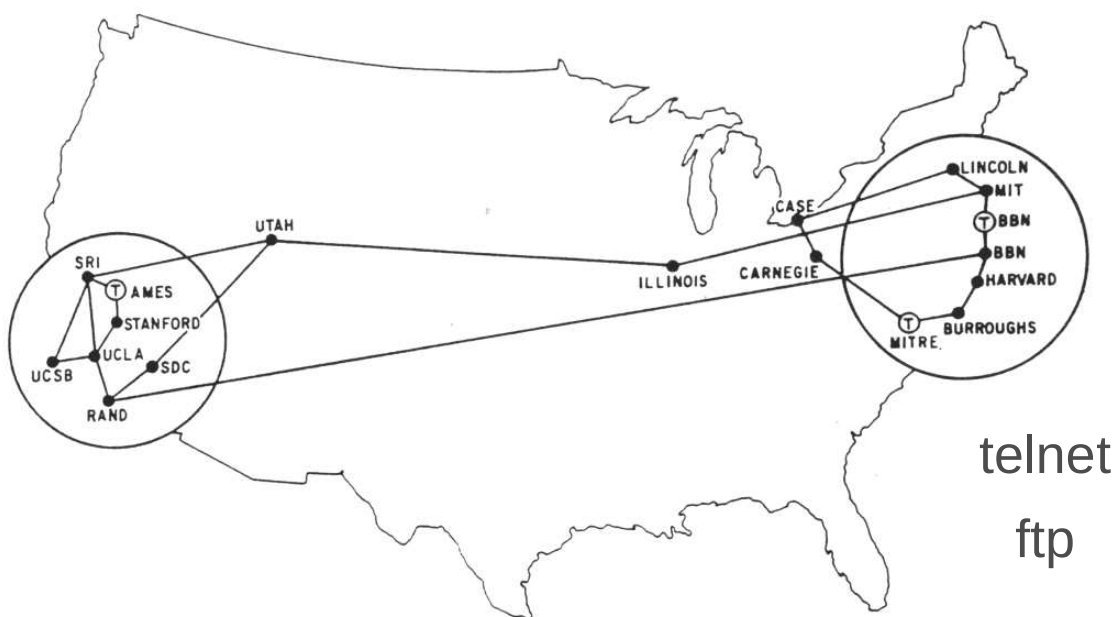 LINCOLN
MIT
CASE
T BBN
UTAH
BBN
SRI
ILLINOIS
CARNEGIE
HARVARD
T AMES
STANFORD
T
BURROUGHS
MITRE
UCLA
SDC
UCSB
RAND
telnet
ftp